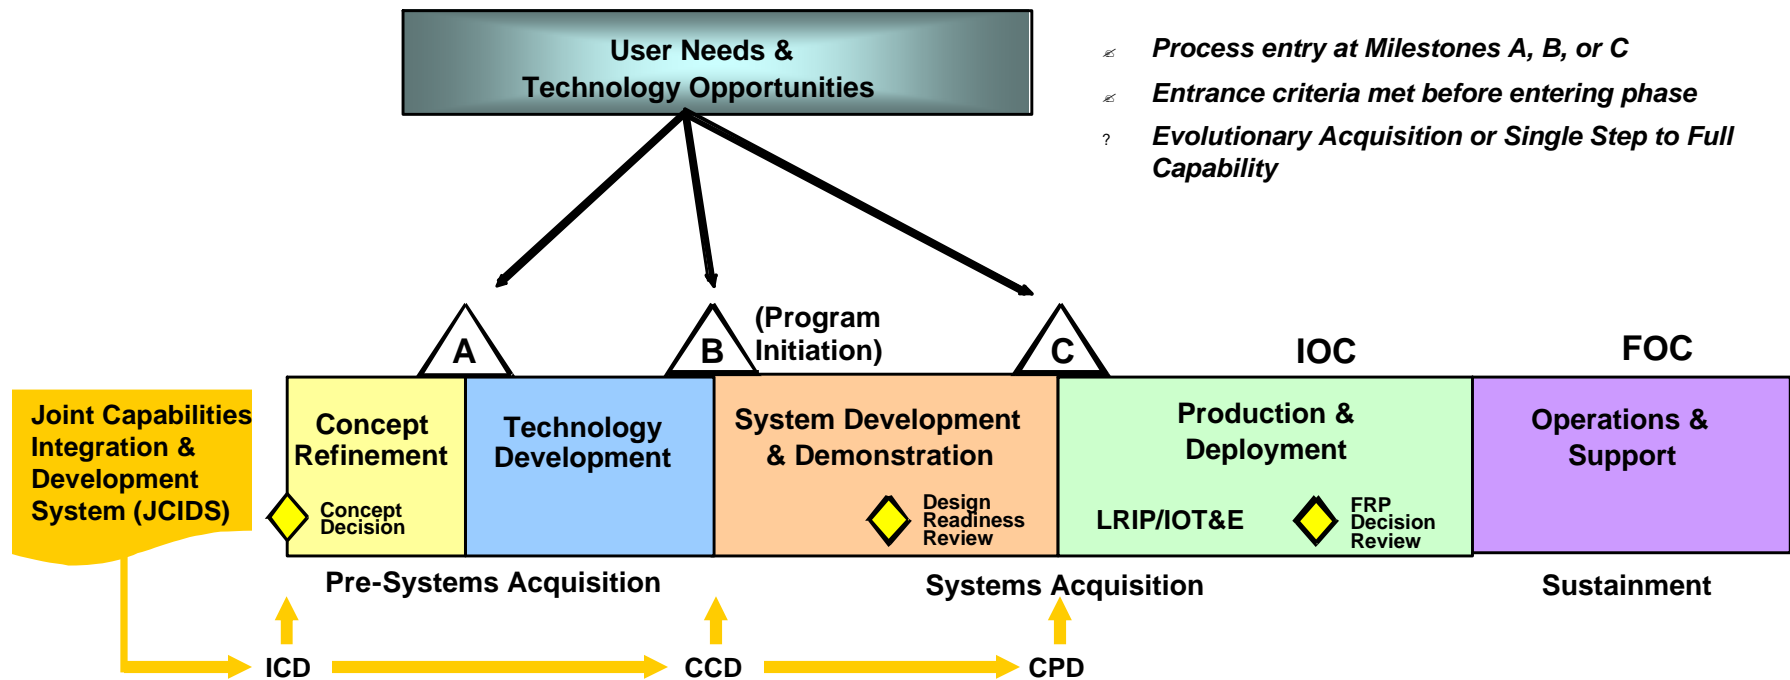 User Needs &
Technology Opportunities
Process entry at Milestones A, B, or C
Entrance criteria met before entering phase
? Evolutionary Acquisition or Single Step to Full
Capability
A
B
(Program
Initiation)
C
IOC
FOC
Joint Capabilities
Integration &
Development
System (JCIDS)
Concept
Refinement
Concept
Decision
Technology
Development
System Development
& Demonstration
Design
Readiness
Review
Production &
Deployment
LRIP/IOT&E
FRP
Decision
Review
Operations &
Support
Pre-Systems Acquisition
Systems Acquisition
Sustainment
ICD
CCD
CPD